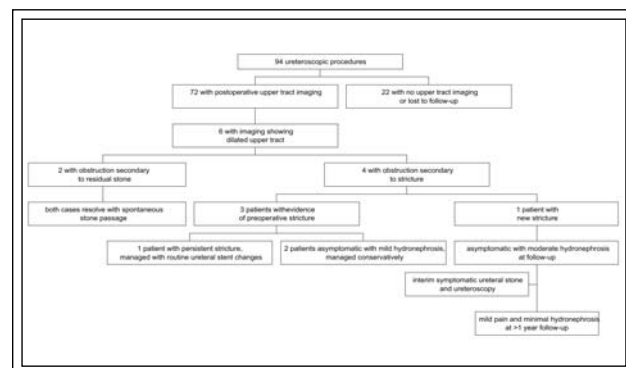 94 ureteroscopic procedures
72 with postoperative upper tract imaging
22 with no upper tract imaging
or lost to follow-up
6 with imaging showing
dilated upper tract
2 with obstruction secondary
to residual stone
4 with obstruction secondary
to stricture
both cases resolve with spontaneous
stone passage
3 patients withevidence
of preoperative stricture
1 patient with
new stricture
1 patient with persistent stricture,
managed with routine ureteral stent changes
2 patients asymptomatic with mild hydronephrosis,
managed conservatively
asymptomatic with moderate hydronephrosis
at follow-up
interim symptomatic ureteral stone
and ureteroscopy
mild pain and minimal hydronephrosis
at >1 year follow-up